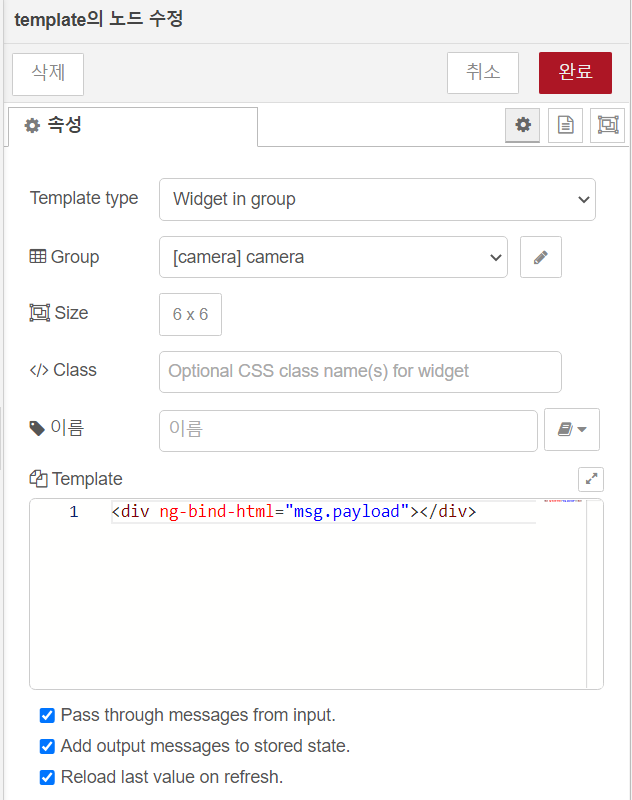 template의 노드 수정
삭제
취소
완료
속성
Template type
Widget in group
Group
[camera] camera
Size
6 x 6
</> Class
Optional CSS class name(s) for widget
이름
이름
Template
1 <div ng-bind-html="msg.payload"></div>
Pass through messages from input.
Add output messages to stored state.
Reload last value on refresh.